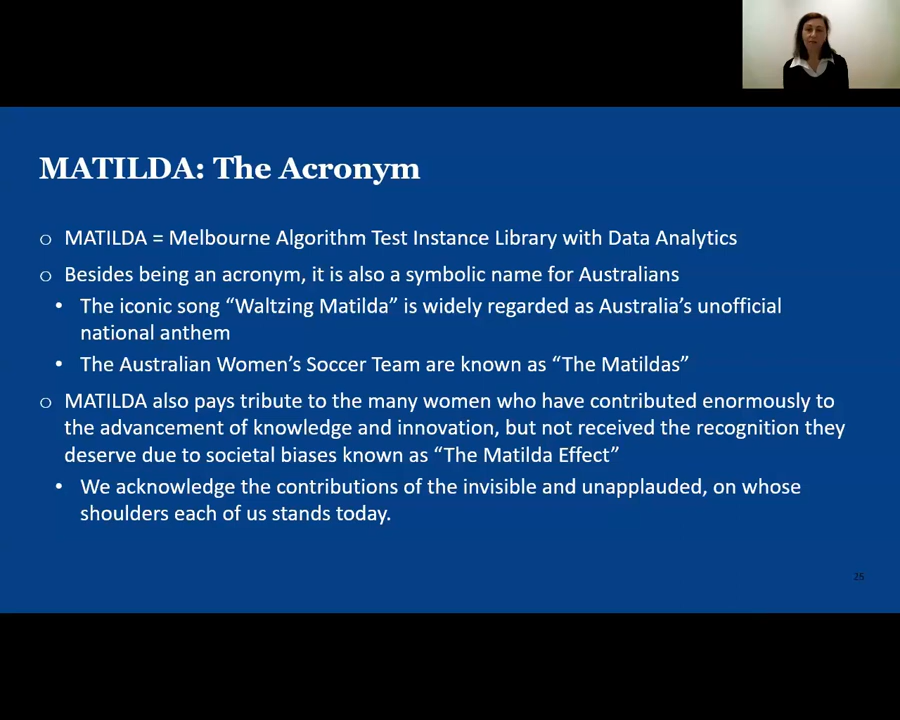 MATILDA: The Acronym
○ MATILDA = Melbourne Algorithm Test Instance Library with Data Analytics
○ Besides being an acronym, it is also a symbolic name for Australians
• The iconic song “Waltzing Matilda” is widely regarded as Australia’s unofficial
national anthem
• The Australian Women’s Soccer Team are known as “The Matildas”
○ MATILDA also pays tribute to the many women who have contributed enormously to
the advancement of knowledge and innovation, but not received the recognition they
deserve due to societal biases known as “The Matilda Effect”
• We acknowledge the contributions of the invisible and unapplauded, on whose
shoulders each of us stands today.
25